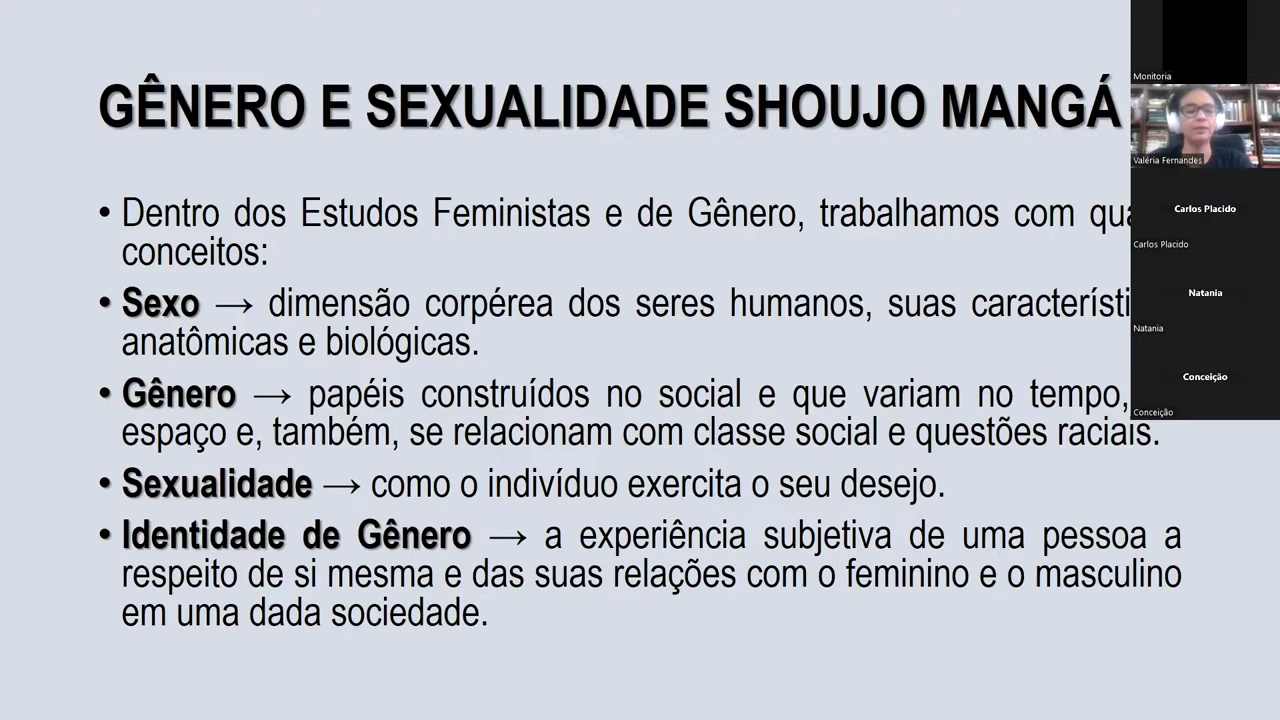 GÊNERO E SEXUALIDADE SHOUJO MANGÁ
• Dentro dos Estudos Feministas e de Gênero, trabalhamos com
conceitos:
• Sexo → dimensão corpórea dos seres humanos, suas
anatômicas e biológicas.
• Gênero → papéis construídos no social e que variam no tempo,
espaço e, também, se relacionam com classe social e questões raciais.
• Sexualidade → como o indivíduo exercita o seu desejo.
• Identidade de Gênero → a experiência subjetiva de uma pessoa a
respeito de si mesma e das suas relações com o feminino e o masculino
em uma dada sociedade.
Monitoria
Valéria Fernandes
Carlos Placido
Carlos Placido
Natania
Natania
Conceição
Conceição